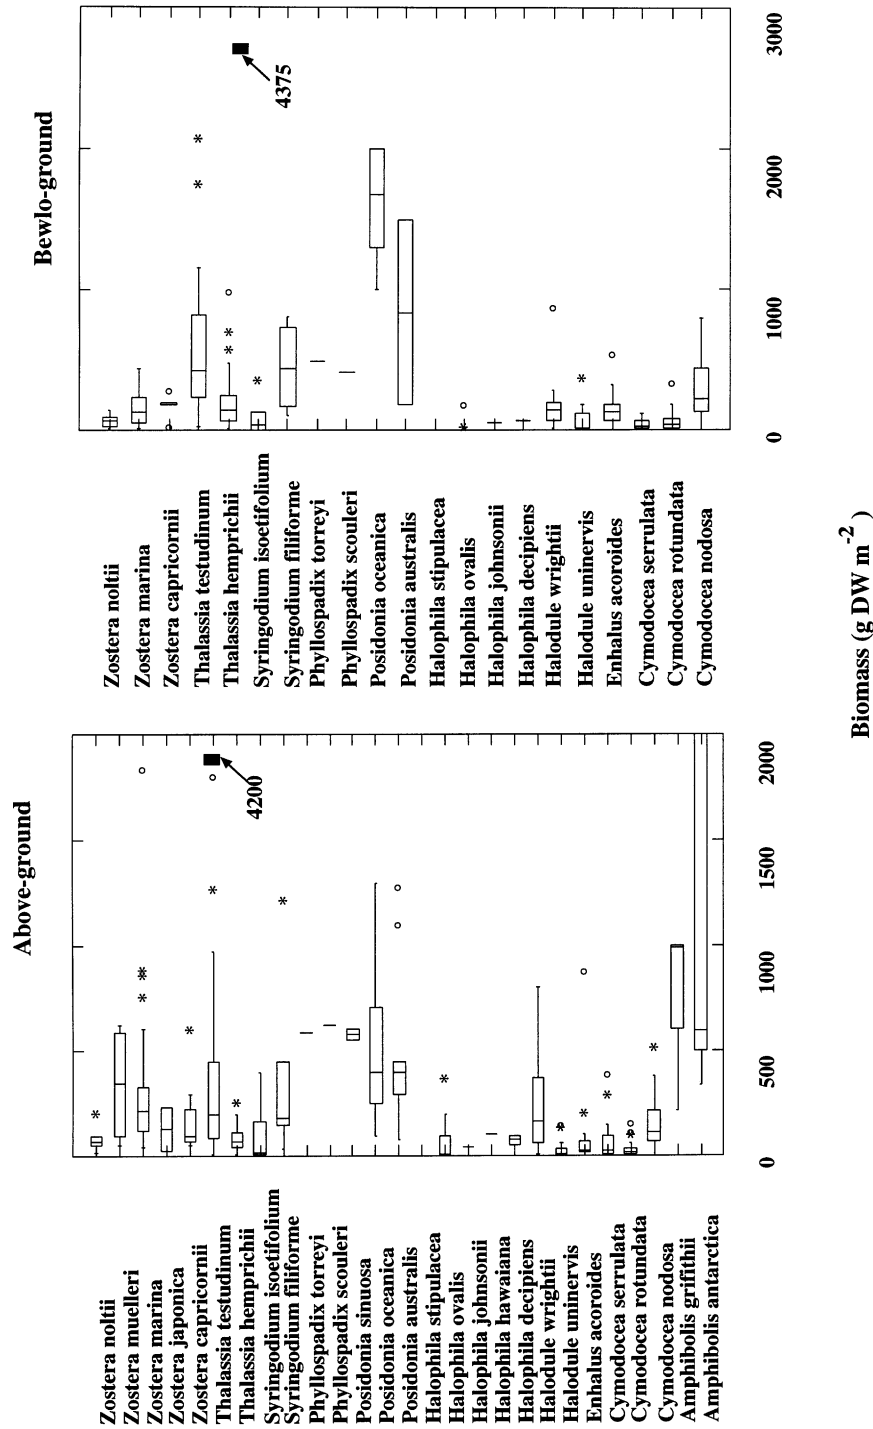 Above-ground
Zostera noltii
Zostera muelleri
Zostera marina
Zostera japonica
Zostera capricornii
Thalassia testudinum
Thalassia hemprichii
Syringodium isoetifolium
Syringodium filiforme
Phyllospadix torreyi
Phyllospadix scouleri
Posidonia sinuosa
Posidonia oceanica
Posidonia australis
Halophila stipulacea
Halophila ovalis
Halophila johnsonii
Halophila hawaiana
Halophila decipiens
Halodule wrightii
Halodule uninervis
Enhalus acoroides
Cymodocea serrulata
Cymodocea rotundata
Cymodocea nodosa
Amphibolis grifithii
Amphibolis antarctica
4200
0
500
1000
1500
2000
Bewlo-ground
Zostera noltii
Zostera marina
Zostera capricornii
Thalassia testudinum
Thalassia hemprichii
Syringodium isoetifolium
Syringodium filiforme
Phyllospadix torreyi
Phyllospadix scouleri
Posidonia oceanica
Posidonia australis
Halophila stipulacea
Halophila ovalis
Halophila johnsonii
Halophila decipiens
Halodule wrightii
Halodule uninervis
Enhalus acoroides
Cymodocea serrulata
Cymodocea rotundata
Cymodocea nodosa
4375
0
1000
2000
3000
Biomass (g DW m-2 )